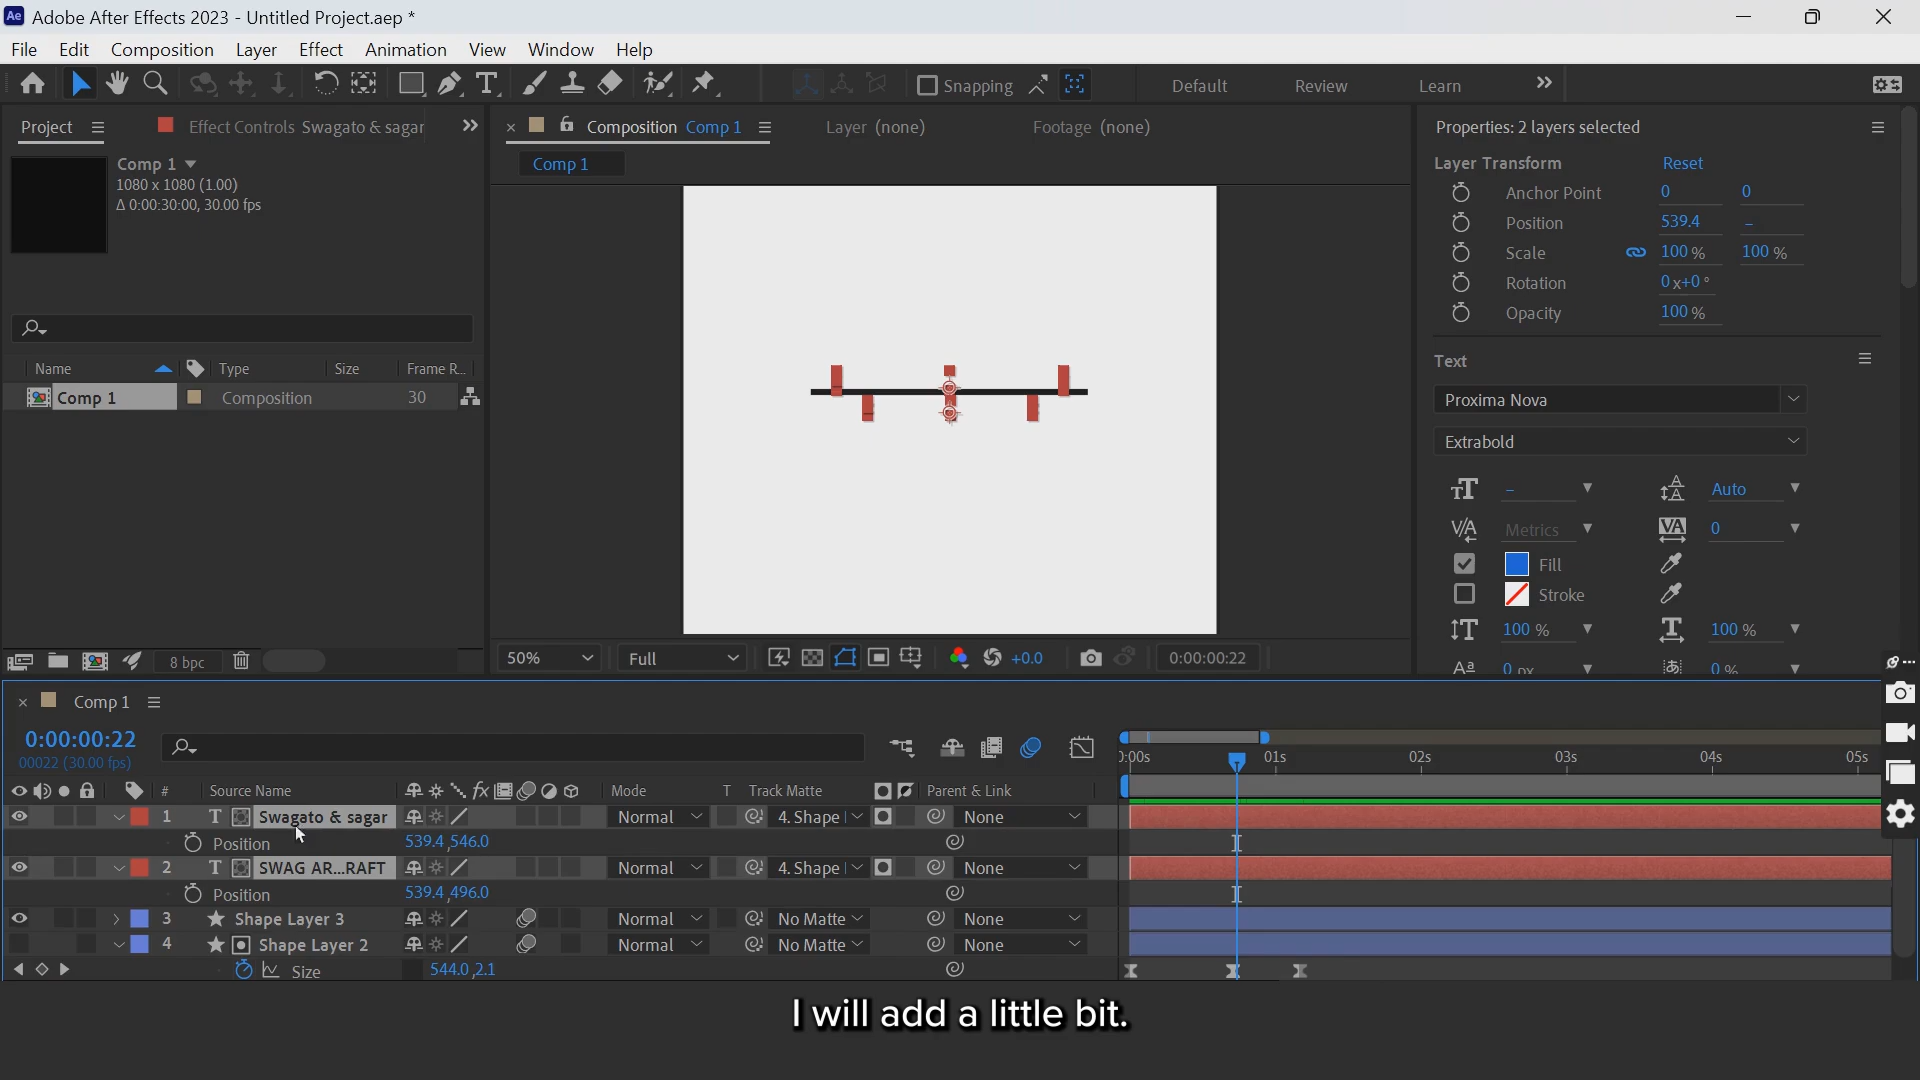 Adobe After Effects 2023 - Untitled Project.aep *
File Edit Composition Layer Effect Animation View Window Help
Snapping Default Review Learn
Project Effect Controls Swagato & sagar
Composition Comp 1 Layer (none) Footage (none)
Properties: 2 layers selected
Comp 1
1080 x 1080 (1.00)
Δ 0:00:30:00, 30.00 fps
Comp 1
Layer Transform Reset
Anchor Point 0 0
Position 539.4 –
Scale 100 % 100 %
Rotation 0x+0°
Opacity 100 %
Text
Proxima Nova
Extrabold
– Auto
Metrics 0
Fill
Stroke
100 % 100 %
0 px 0 %
Name Type Size Frame R...
Comp 1 Composition 30
8 bpc
50% Full +0.0 0:00:00:22
Comp 1
0:00:00:22
00022 (30.00 fps)
0:00s 01s 02s 03s 04s 05s
# Source Name Mode T Track Matte Parent & Link
1 T Swagato & sagar Normal 4. Shape None
Position 539.4,546.0
2 T SWAG AR...RAFT Normal 4. Shape None
Position 539.4,496.0
3 Shape Layer 3 Normal No Matte None
4 Shape Layer 2 Normal No Matte None
Size 544.0,2.1
I will add a little bit.